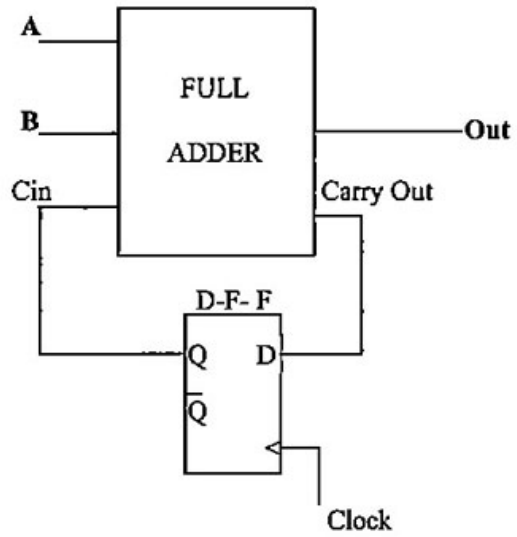 A
FULL
B
ADDER
Out
Cin
Carry Out
D-F- F
Q
D
Q̅
Clock